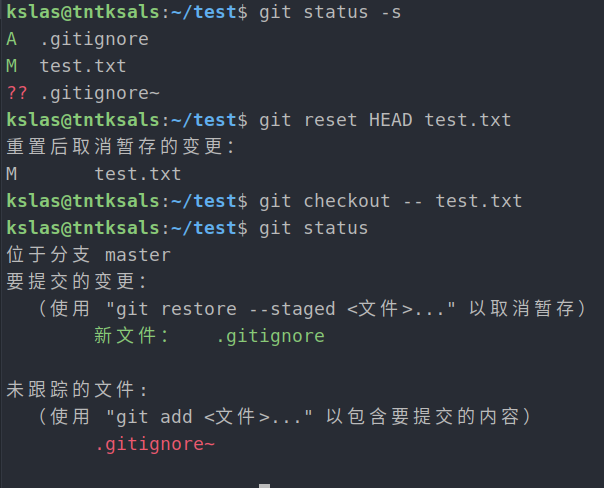 kslas@tntksals:~/test$ git status -s
A  .gitignore
M  test.txt
?? .gitignore~
kslas@tntksals:~/test$ git reset HEAD test.txt
重置后取消暂存的变更：
M       test.txt
kslas@tntksals:~/test$ git checkout -- test.txt
kslas@tntksals:~/test$ git status
位于分支 master
要提交的变更：
  （使用 "git restore --staged <文件>..." 以取消暂存）
        新文件：   .gitignore

未跟踪的文件:
  （使用 "git add <文件>..." 以包含要提交的内容）
        .gitignore~